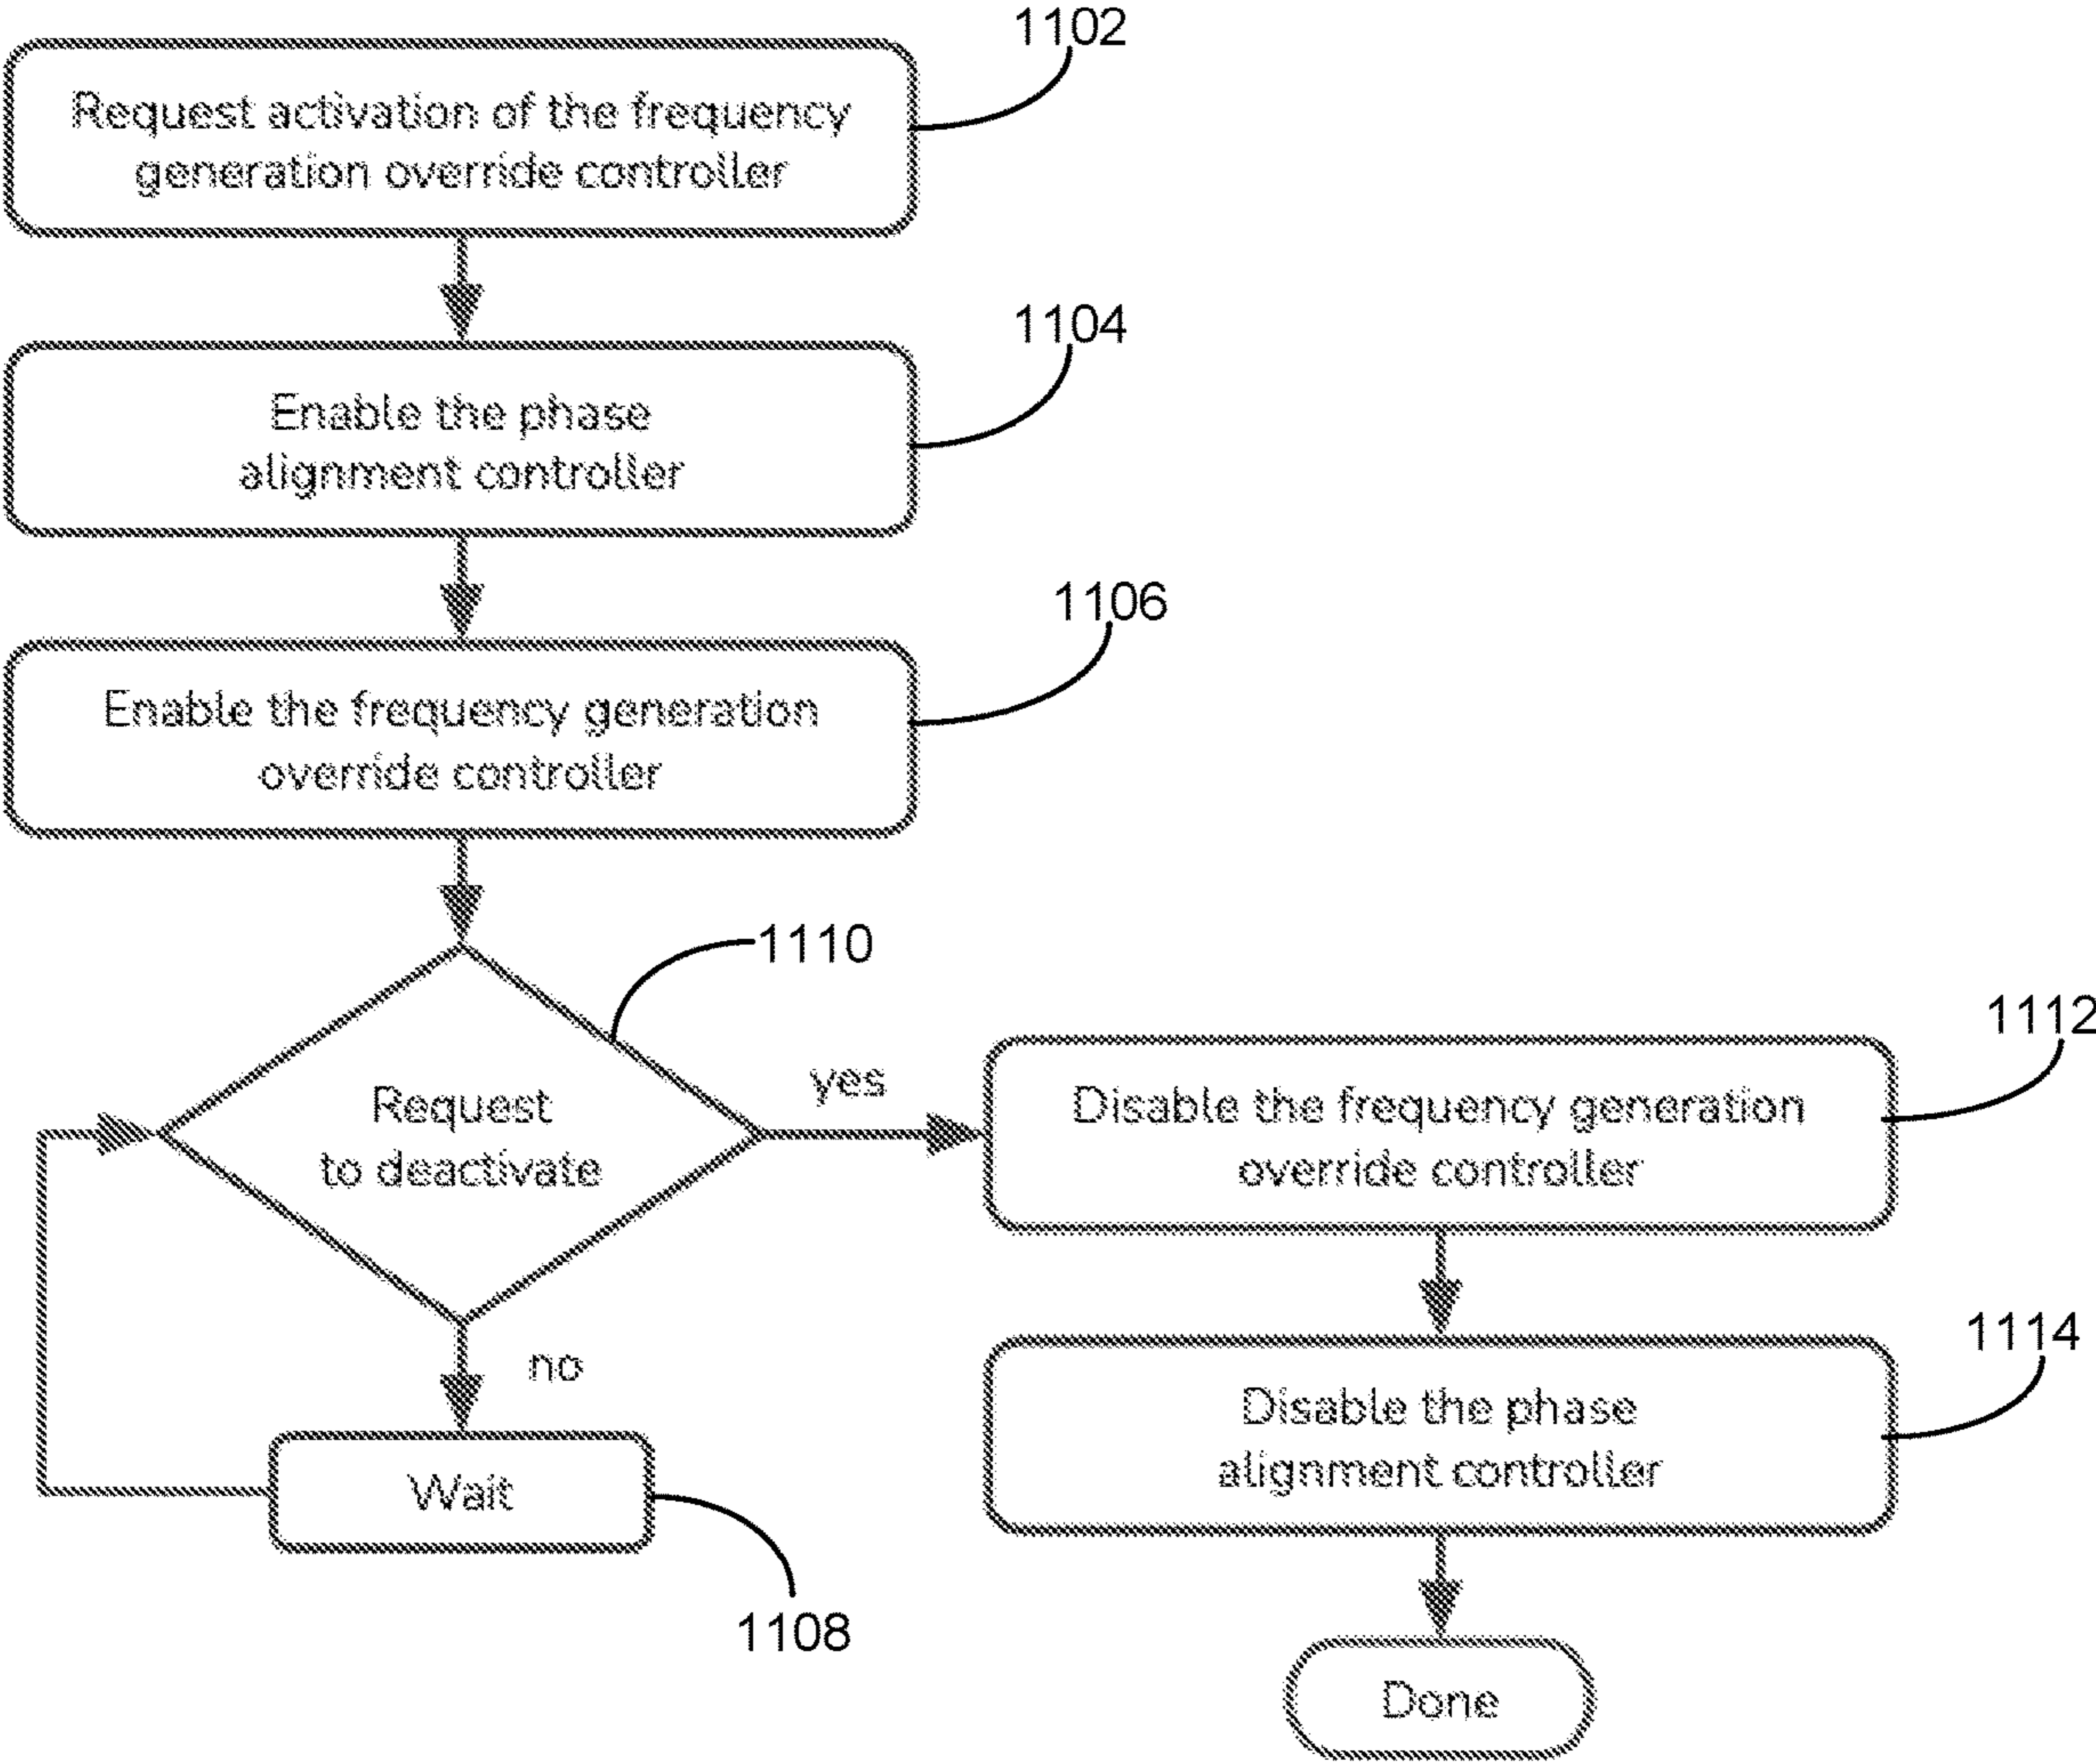 1102
Request activation of the frequency
generation override controller
1104
Enable the phase
alignment controller
1106
Enable the frequency generation
override controller
1110
Request
to deactivate
yes
1112
Disable the frequency generation
override controller
no
Wait
1108
1114
Disable the phase
alignment controller
Done